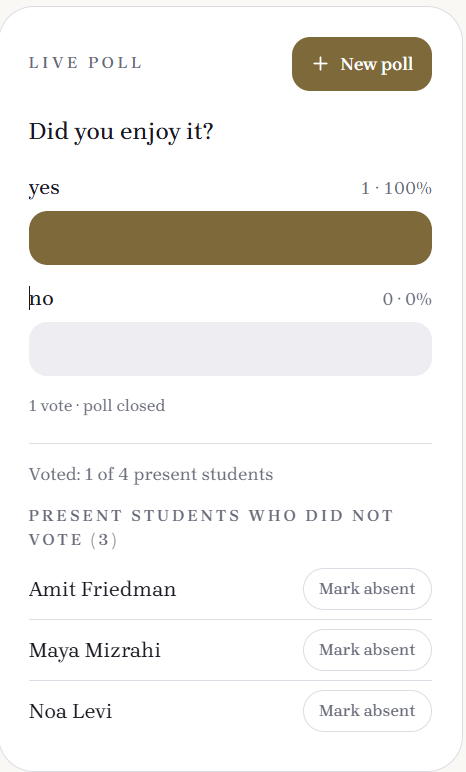 LIVE POLL
+ New poll
Did you enjoy it?
yes
1 · 100%
no
0 · 0%
1 vote · poll closed
Voted: 1 of 4 present students
PRESENT STUDENTS WHO DID NOT
VOTE (3)
Amit Friedman
Mark absent
Maya Mizrahi
Mark absent
Noa Levi
Mark absent